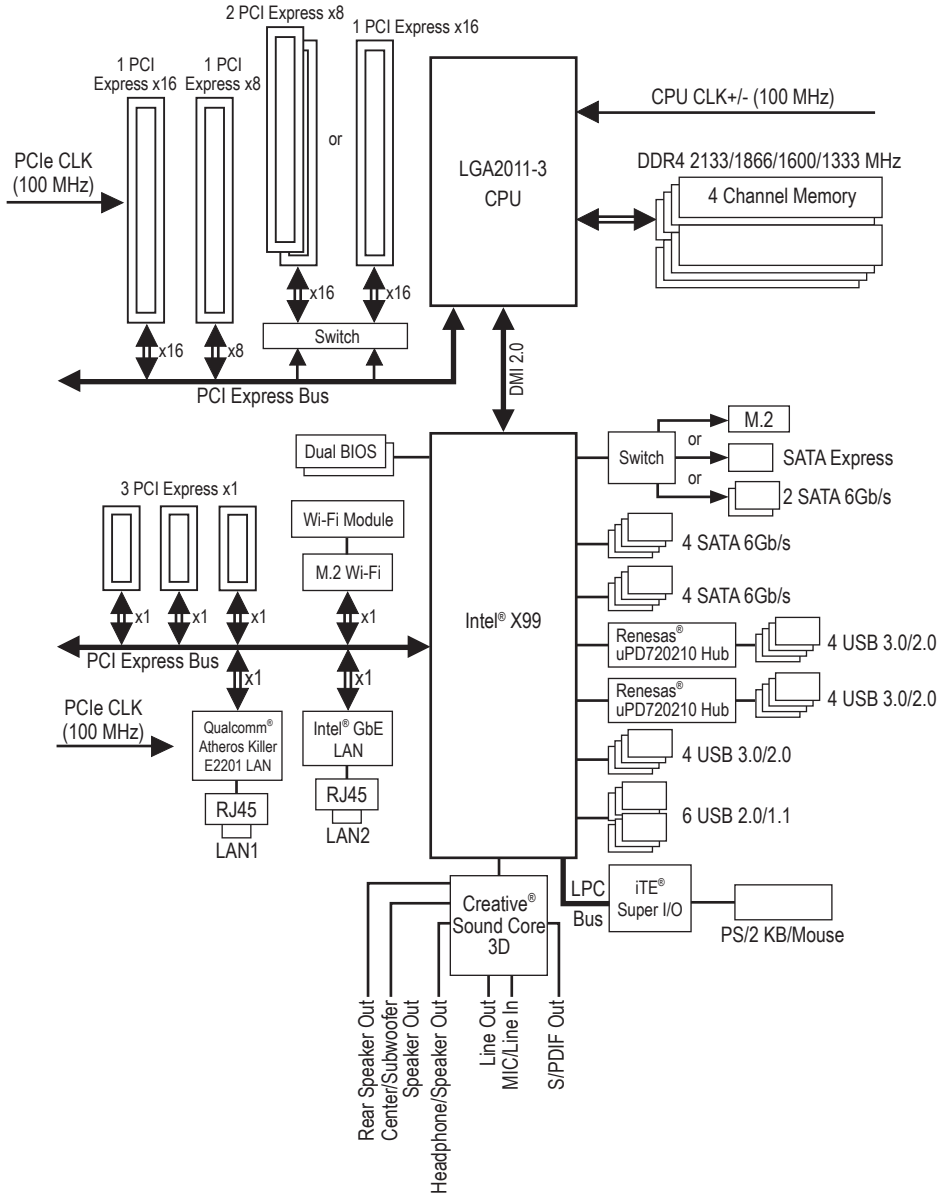 2 PCI Express x8
1 PCI Express x16
1 PCI
Express x16
1 PCI
Express x8
or
PCIe CLK
(100 MHz)
LGA2011-3
CPU
CPU CLK+/- (100 MHz)
DDR4 2133/1866/1600/1333 MHz
4 Channel Memory
x16
x16
Switch
x16
x8
PCI Express Bus
DMI 2.0
Dual BIOS
Switch
M.2
or
SATA Express
or
2 SATA 6Gb/s
3 PCI Express x1
Wi-Fi Module
M.2 Wi-Fi
4 SATA 6Gb/s
4 SATA 6Gb/s
x1
x1
x1
x1
Intel® X99
PCI Express Bus
Renesas®
uPD720210 Hub
4 USB 3.0/2.0
Renesas®
uPD720210 Hub
4 USB 3.0/2.0
x1
x1
PCIe CLK
(100 MHz)
Qualcomm®
Atheros Killer
E2201 LAN
Intel® GbE
LAN
4 USB 3.0/2.0
RJ45
LAN1
RJ45
LAN2
6 USB 2.0/1.1
LPC
Bus
iTE®
Super I/O
PS/2 KB/Mouse
Creative®
Sound Core
3D
Rear Speaker Out
Center/Subwoofer
Speaker Out
Headphone/Speaker Out
Line Out
MIC/Line In
S/PDIF Out